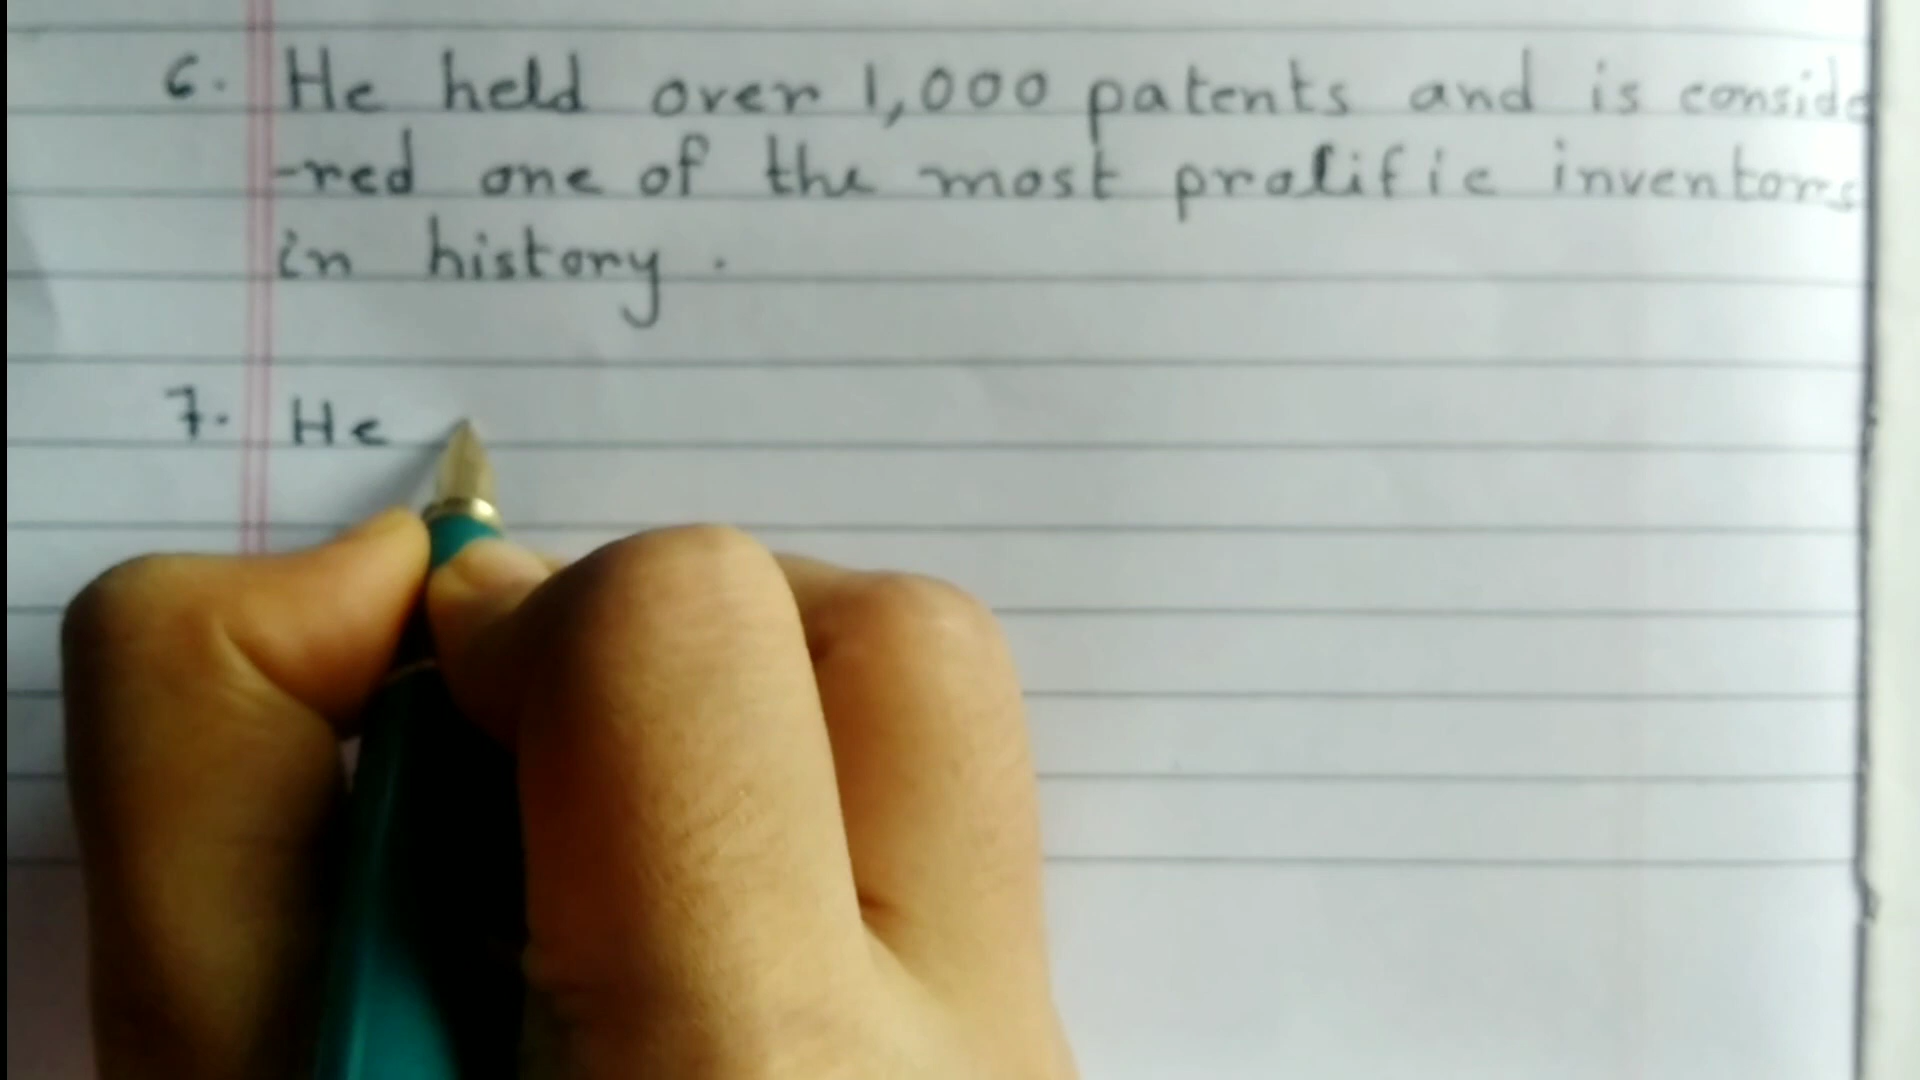 6. He held over 1,000 patents and is conside
-red one of the most prolific inventors
in history.
7. He